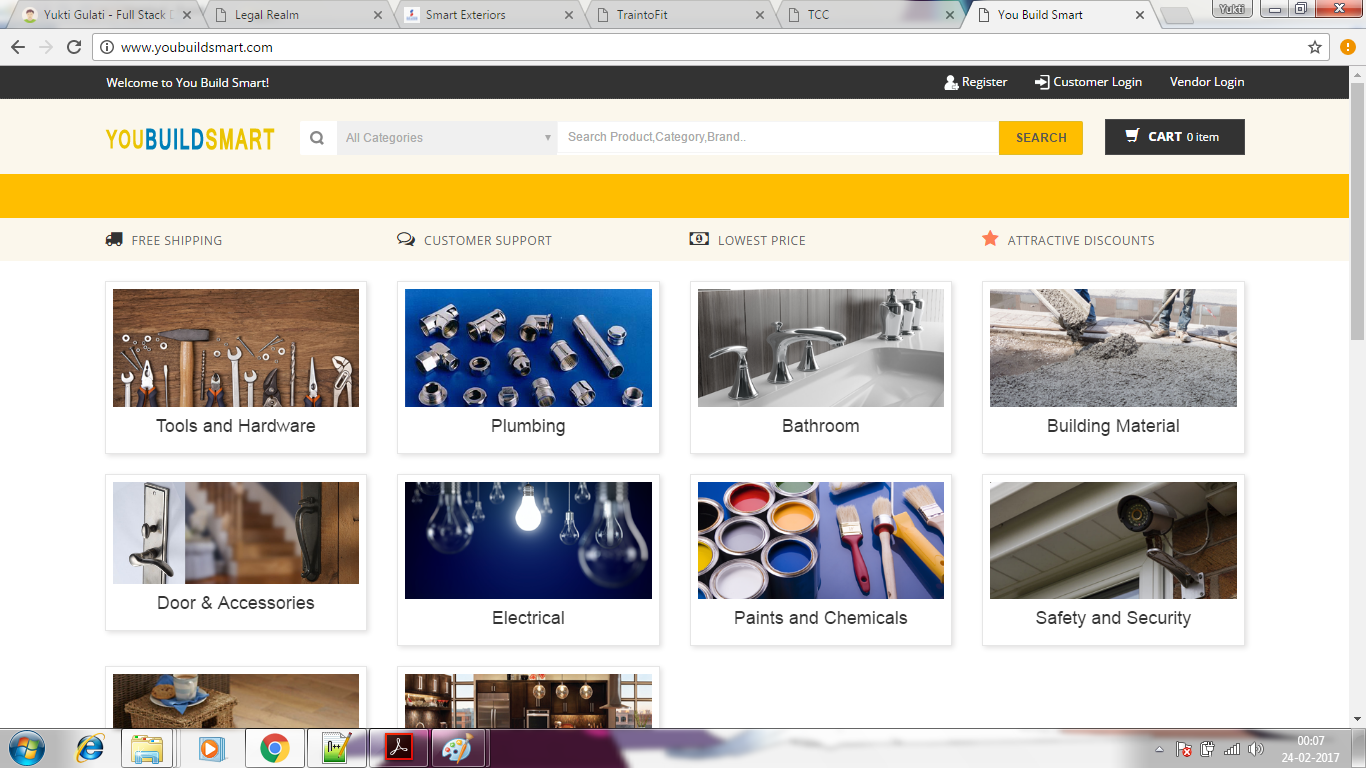 Yukti Gulati - Full Stack D
Legal Realm
Smart Exteriors
TraintoFit
TCC
You Build Smart
Yukti
www.youbuildsmart.com
Welcome to You Build Smart!
Register
Customer Login
Vendor Login
YOUBUILDSMART
All Categories
Search Product,Category,Brand..
SEARCH
CART 0 item
FREE SHIPPING
CUSTOMER SUPPORT
LOWEST PRICE
ATTRACTIVE DISCOUNTS
Tools and Hardware
Plumbing
Bathroom
Building Material
Door & Accessories
Electrical
Paints and Chemicals
Safety and Security
00:07
24-02-2017